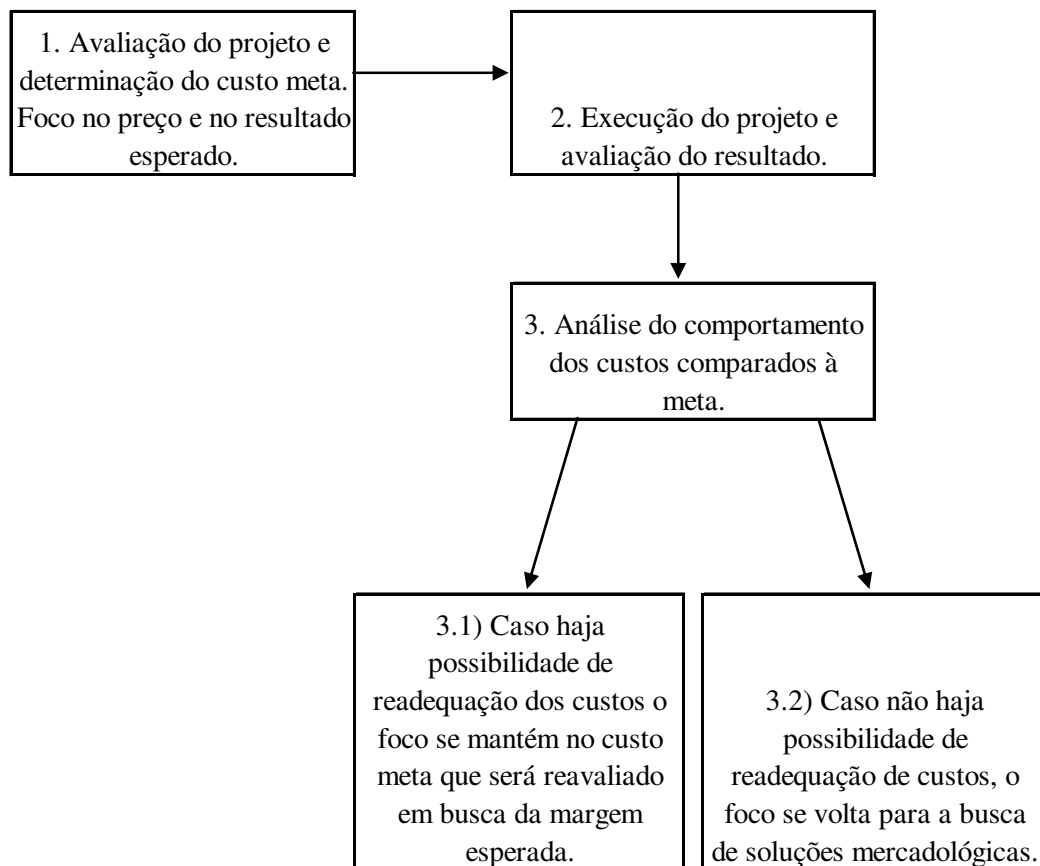 1. Avaliação do projeto e
determinação do custo meta.
Foco no preço e no resultado
esperado.
2. Execução do projeto e
avaliação do resultado.
3. Análise do comportamento
dos custos comparados à
meta.
3.1) Caso haja
possibilidade de
readequação dos custos o
foco se mantém no custo
meta que será reavaliado
em busca da margem
esperada.
3.2) Caso não haja
possibilidade de
readequação de custos, o
foco se volta para a busca
de soluções mercadológicas.